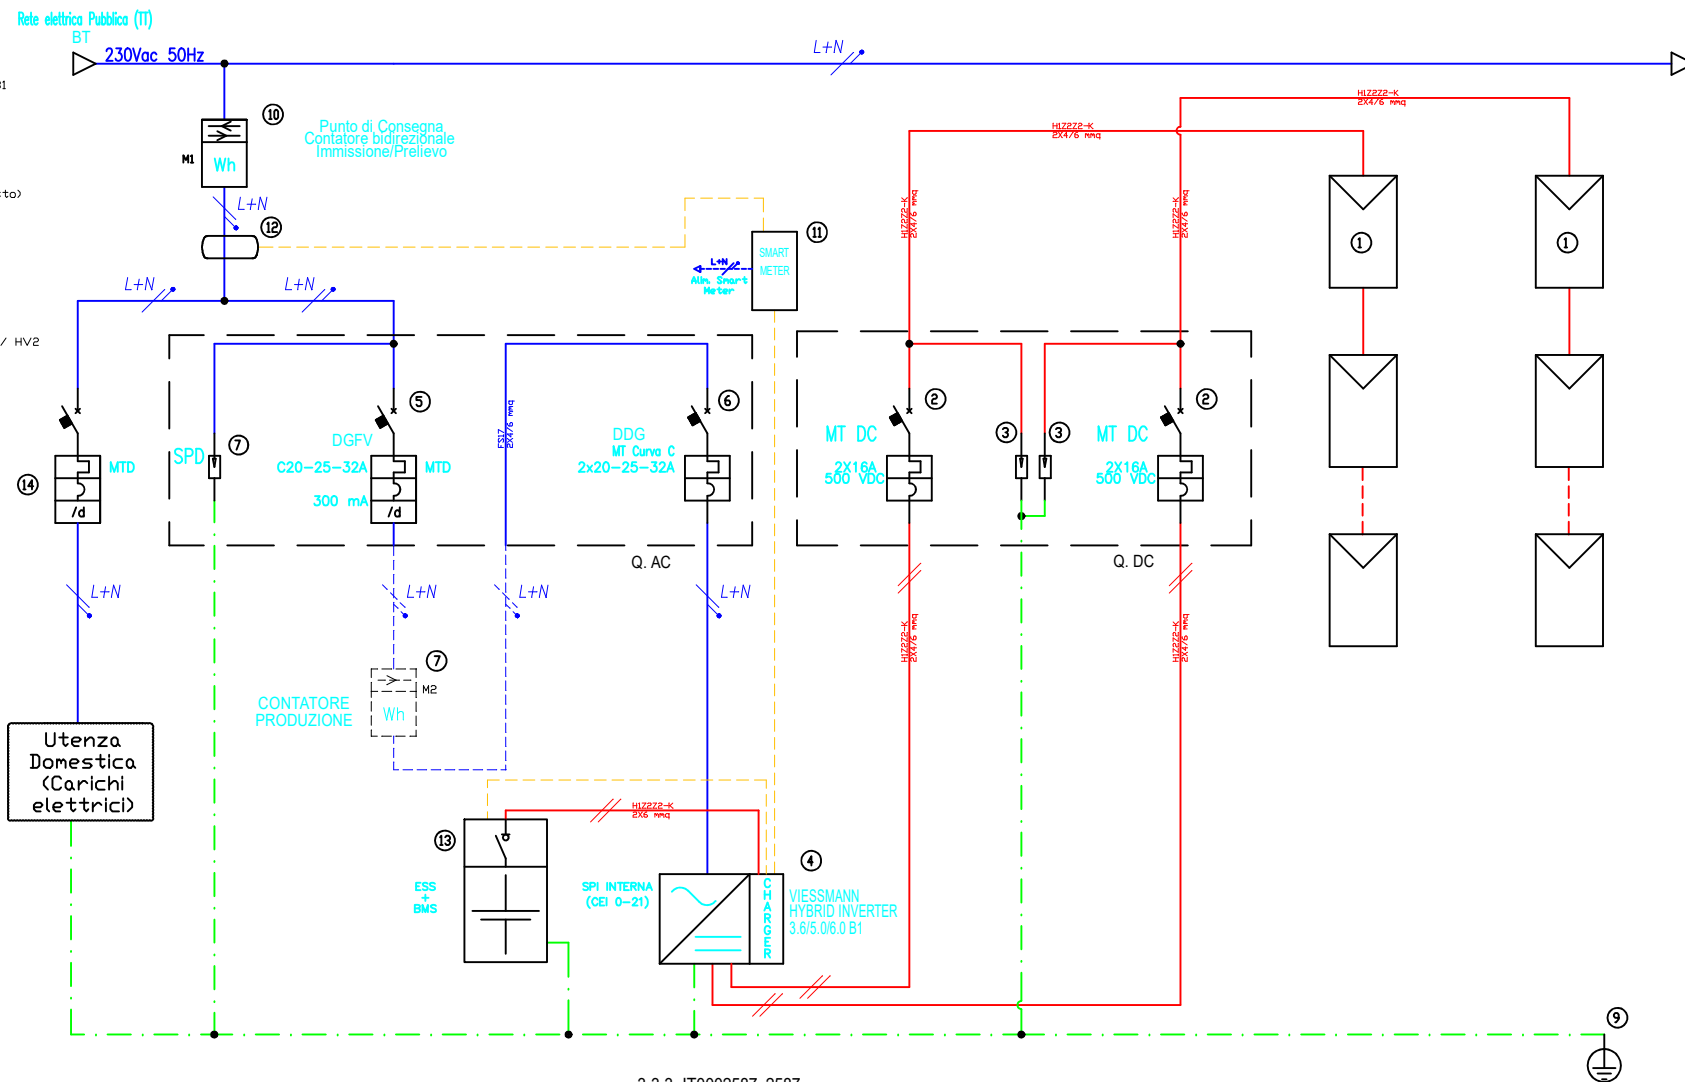 Rete elettrica Pubblica (TT)
BT
230Vac 50Hz
L+N
H1Z2Z2-K
2X4/6 mmq
H1Z2Z2-K
2X4/6 mmq
10
Punto di Consegna
Contatore bidirezionale
Immissione/Prelievo
M1
Wh
to)
L+N
12
11
SMART
METER
L+N
Alim. Smart
Meter
H1Z2Z2-K
2X4/6 mmq
H1Z2Z2-K
2X4/6 mmq
1
1
L+N
L+N
/ HV2
5
6
2
2
FS17
2X4/6 mmq
DGFV
DDG
MT Curva C
MT DC
3
3
MT DC
SPD
7
14
MTD
C20-25-32A
MTD
2x20-25-32A
2X16A
500 VDC
2X16A
500 VDC
300 mA
/d
/d
Q. AC
Q. DC
L+N
L+N
L+N
L+N
H1Z2Z2-K
2X4/6 mmq
H1Z2Z2-K
2X4/6 mmq
7
M2
CONTATORE
PRODUZIONE
Wh
Utenza
Domestica
(Carichi
elettrici)
H1Z2Z2-K
2X6 mmq
13
4
ESS
+
BMS
SPI INTERNA
(CEI 0-21)
CHARGER
VIESSMANN
HYBRID INVERTER
3.6/5.0/6.0 B1
9